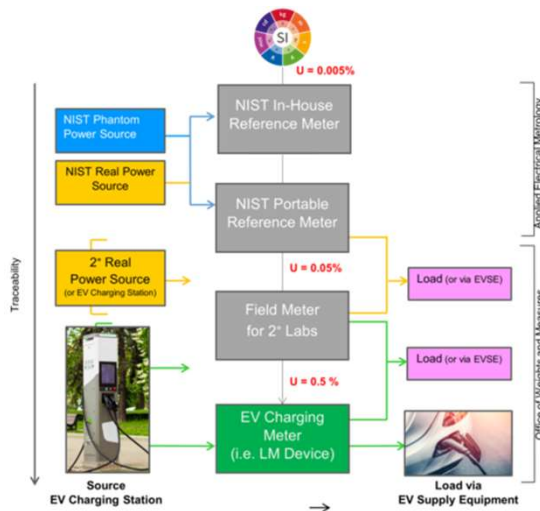 SI
U = 0.005%
NIST In-House
Reference Meter
NIST Phantom
Power Source
NIST Real Power
Source
NIST Portable
Reference Meter
Applied Electrical Metrology
Traceability
U = 0.05%
2° Real
Power Source
(or EV Charging Station)
Field Meter
for 2° Labs
Load (or via EVSE)
Load (or via EVSE)
U = 0.5 %
EV Charging
Meter
(i.e. LM Device)
Office of Weights and Measures
Source
EV Charging Station
Load via
EV Supply Equipment